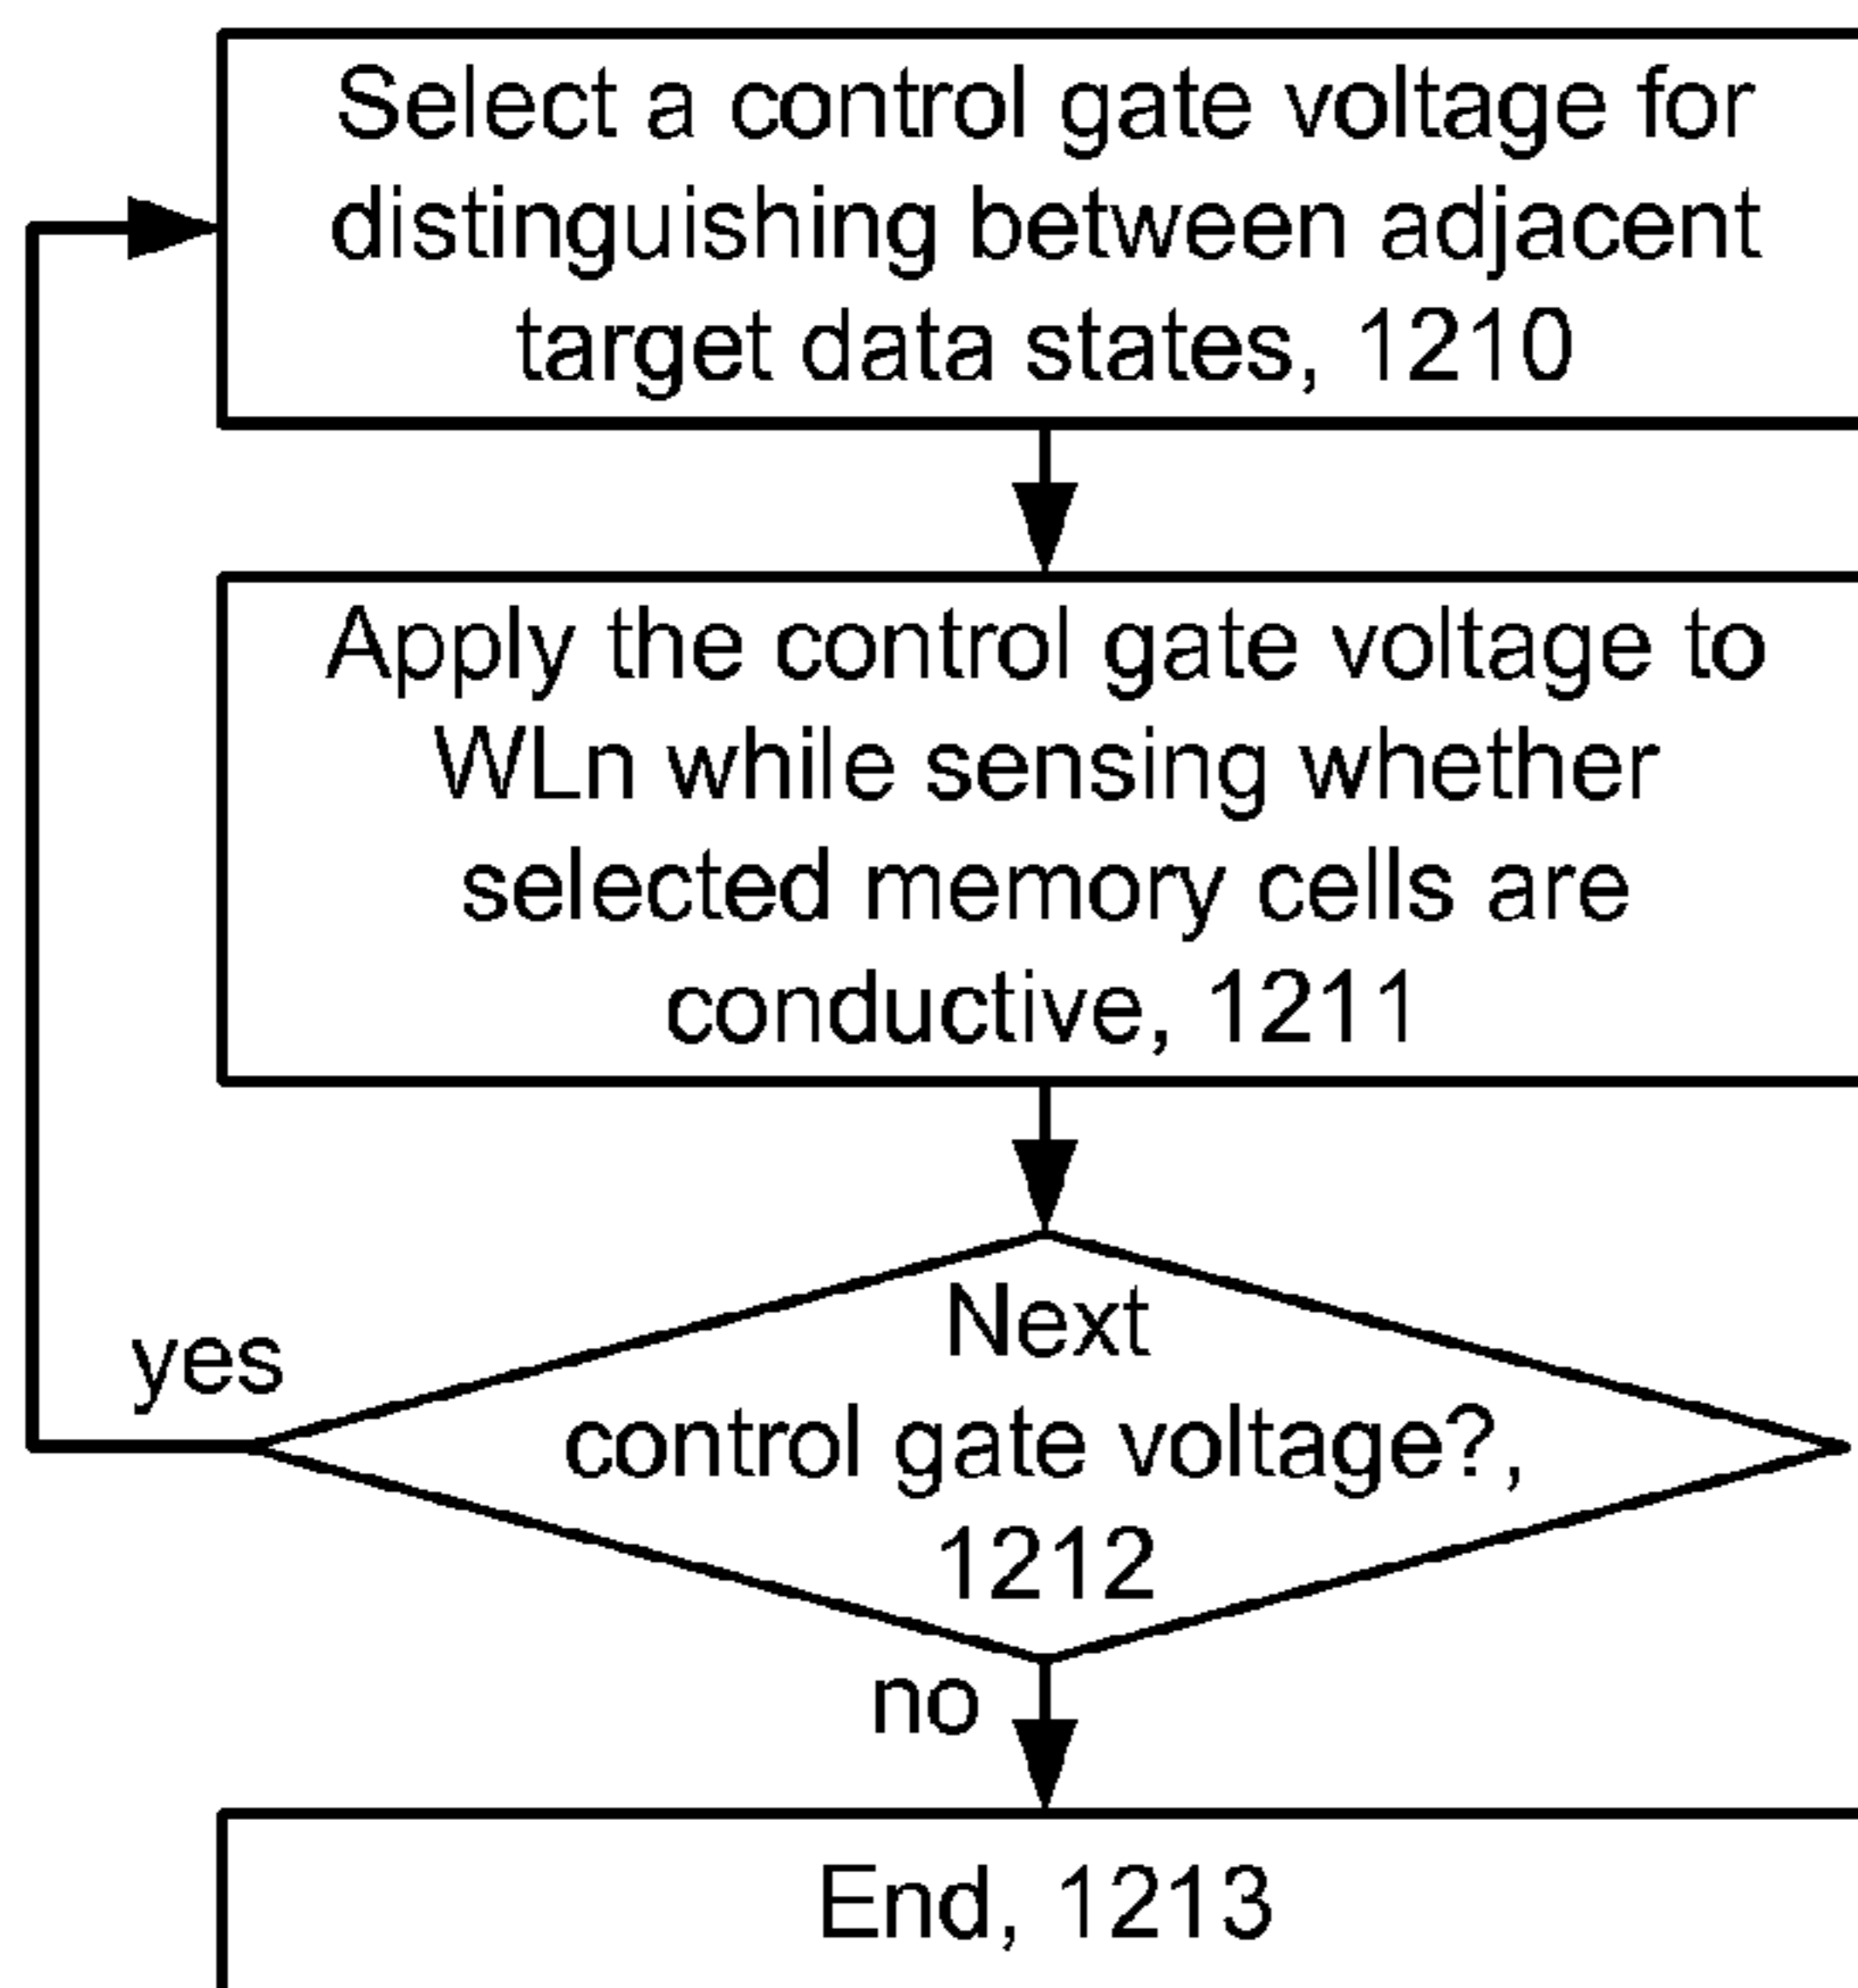 Select a control gate voltage for
distinguishing between adjacent
target data states, 1210
Apply the control gate voltage to
WLn while sensing whether
selected memory cells are
conductive, 1211
Next
control gate voltage?,
1212
yes
no
End, 1213